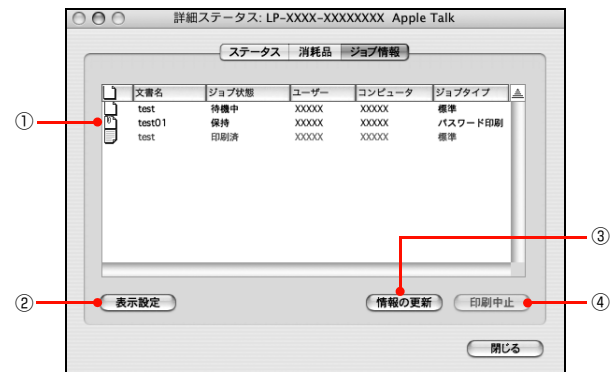 詳細ステータス: LP-XXXX-XXXXXXXX Apple Talk
ステータス 消耗品 ジョブ情報
文書名 ジョブ状態 ユーザー コンピュータ ジョブタイプ
test 待機中 XXXXX XXXXX 標準
① test01 保持 XXXXX XXXXX パスワード印刷
test 印刷済 XXXXX XXXXX 標準
③
② 表示設定 情報の更新 印刷中止 ④
閉じる